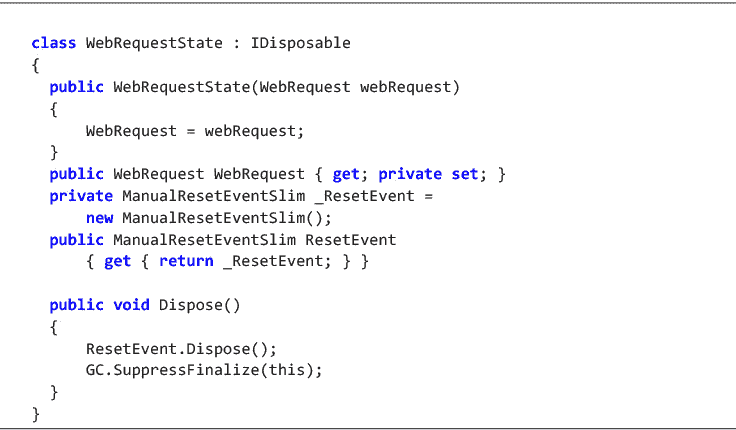 class WebRequestState : IDisposable
{
  public WebRequestState(WebRequest webRequest)
  {
      WebRequest = webRequest;
  }
  public WebRequest WebRequest { get; private set; }
  private ManualResetEventSlim _ResetEvent =
      new ManualResetEventSlim();
  public ManualResetEventSlim ResetEvent
      { get { return _ResetEvent; } }

  public void Dispose()
  {
      ResetEvent.Dispose();
      GC.SuppressFinalize(this);
  }
}